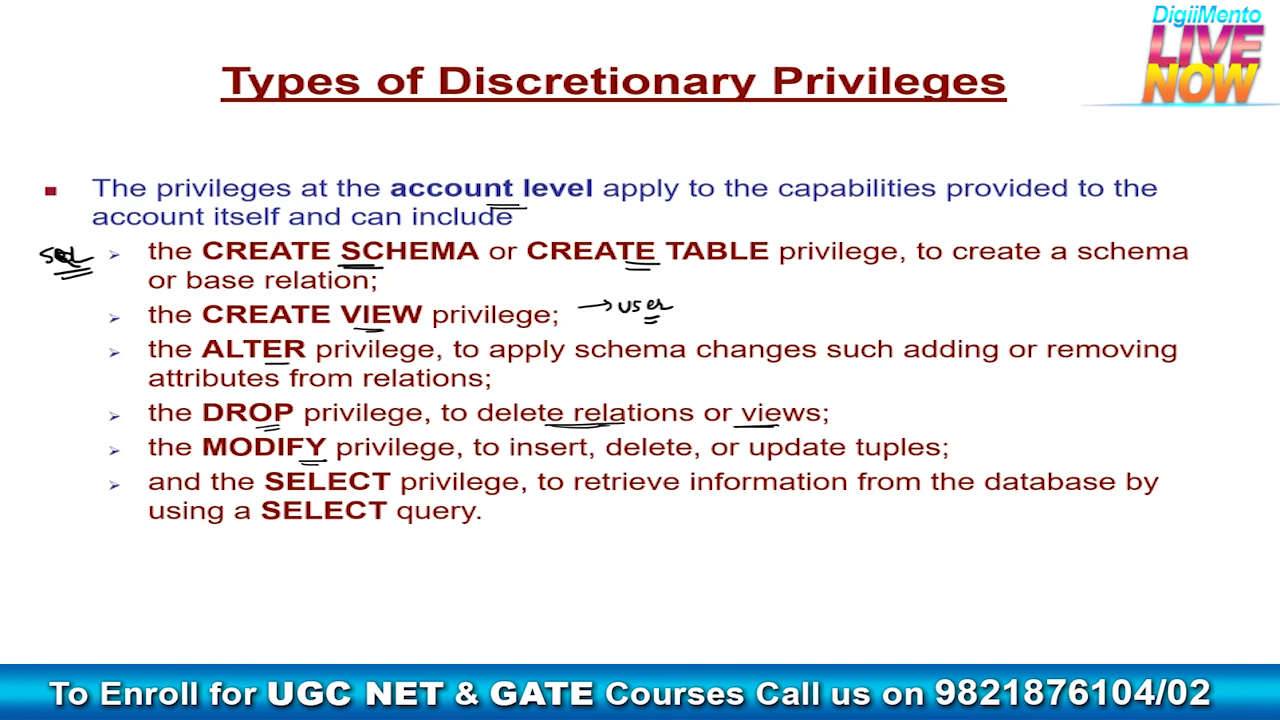 DigiiMento
LIVE
NOW
Types of Discretionary Privileges
The privileges at the account level apply to the capabilities provided to the
account itself and can include
SQL
the CREATE SCHEMA or CREATE TABLE privilege, to create a schema
or base relation;
the CREATE VIEW privilege; → user
the ALTER privilege, to apply schema changes such adding or removing
attributes from relations;
the DROP privilege, to delete relations or views;
the MODIFY privilege, to insert, delete, or update tuples;
and the SELECT privilege, to retrieve information from the database by
using a SELECT query.
To Enroll for UGC NET & GATE Courses Call us on 9821876104/02